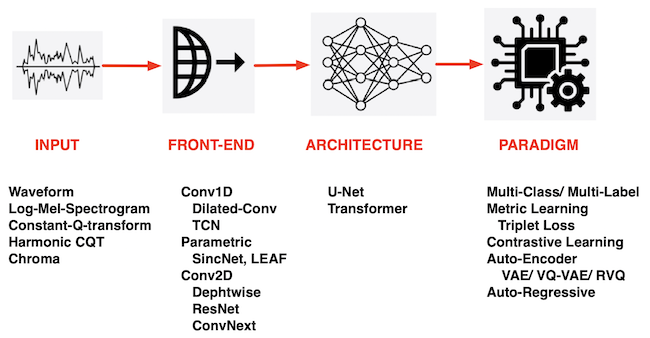 INPUT
Waveform
Log-Mel-Spectrogram
Constant-Q-transform
Harmonic CQT
Chroma
FRONT-END
Conv1D
Dilated-Conv
TCN
Parametric
SincNet, LEAF
Conv2D
Dephtwise
ResNet
ConvNext
ARCHITECTURE
U-Net
Transformer
PARADIGM
Multi-Class/ Multi-Label
Metric Learning
Triplet Loss
Contrastive Learning
Auto-Encoder
VAE/ VQ-VAE/ RVQ
Auto-Regressive